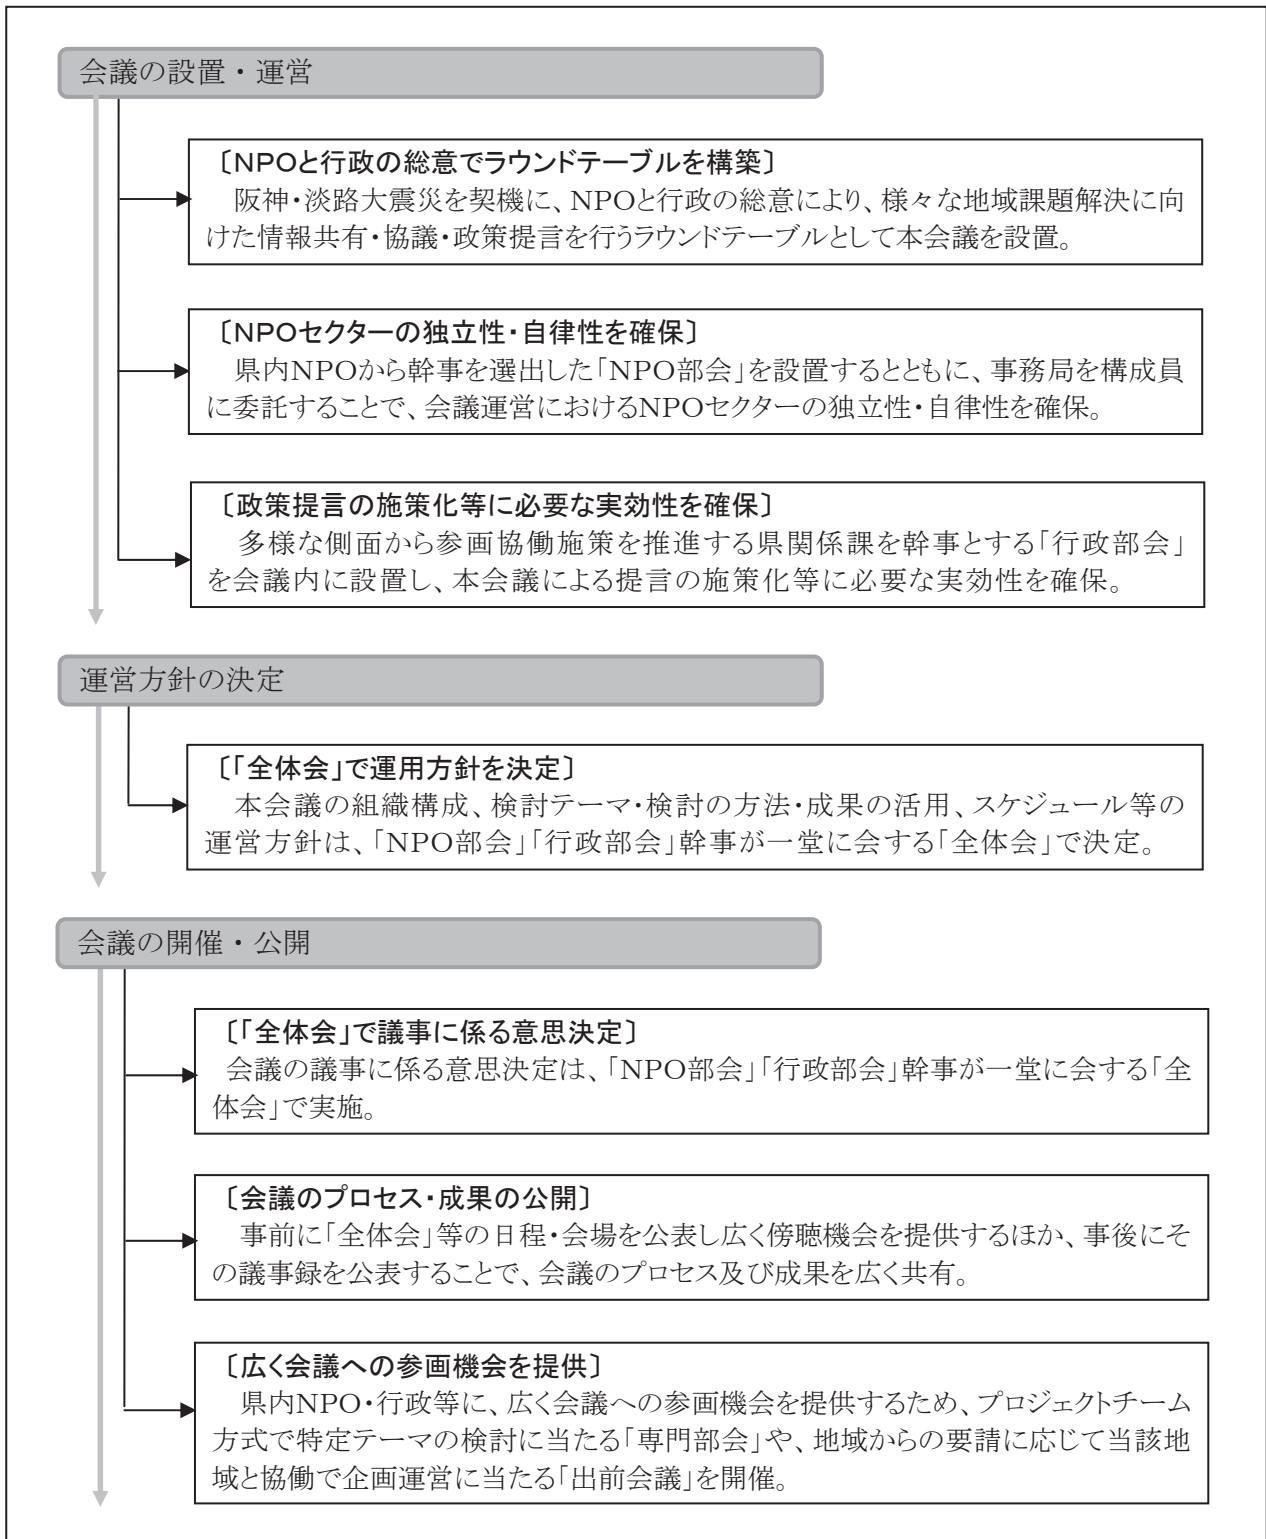 会議の設置・運営
〔NPOと行政の総意でラウンドテーブルを構築〕
阪神・淡路大震災を契機に、NPOと行政の総意により、様々な地域課題解決に向
けた情報共有・協議・政策提言を行うラウンドテーブルとして本会議を設置。
〔NPOセクターの独立性・自律性を確保〕
県内NPOから幹事を選出した「NPO部会」を設置するとともに、事務局を構成員
に委託することで、会議運営におけるNPOセクターの独立性・自律性を確保。
〔政策提言の施策化等に必要な実効性を確保〕
多様な側面から参画協働施策を推進する県関係課を幹事とする「行政部会」
を会議内に設置し、本会議による提言の施策化等に必要な実効性を確保。
運営方針の決定
〔「全体会」で運用方針を決定〕
本会議の組織構成、検討テーマ・検討の方法・成果の活用、スケジュール等の
運営方針は、「NPO部会」「行政部会」幹事が一堂に会する「全体会」で決定。
会議の開催・公開
〔「全体会」で議事に係る意思決定〕
会議の議事に係る意思決定は、「NPO部会」「行政部会」幹事が一堂に会する「全
体会」で実施。
〔会議のプロセス・成果の公開〕
事前に「全体会」等の日程・会場を公表し広く傍聴機会を提供するほか、事後にそ
の議事録を公表することで、会議のプロセス及び成果を広く共有。
〔広く会議への参画機会を提供〕
県内NPO・行政等に、広く会議への参画機会を提供するため、プロジェクトチーム
方式で特定テーマの検討に当たる「専門部会」や、地域からの要請に応じて当該地
域と協働で企画運営に当たる「出前会議」を開催。